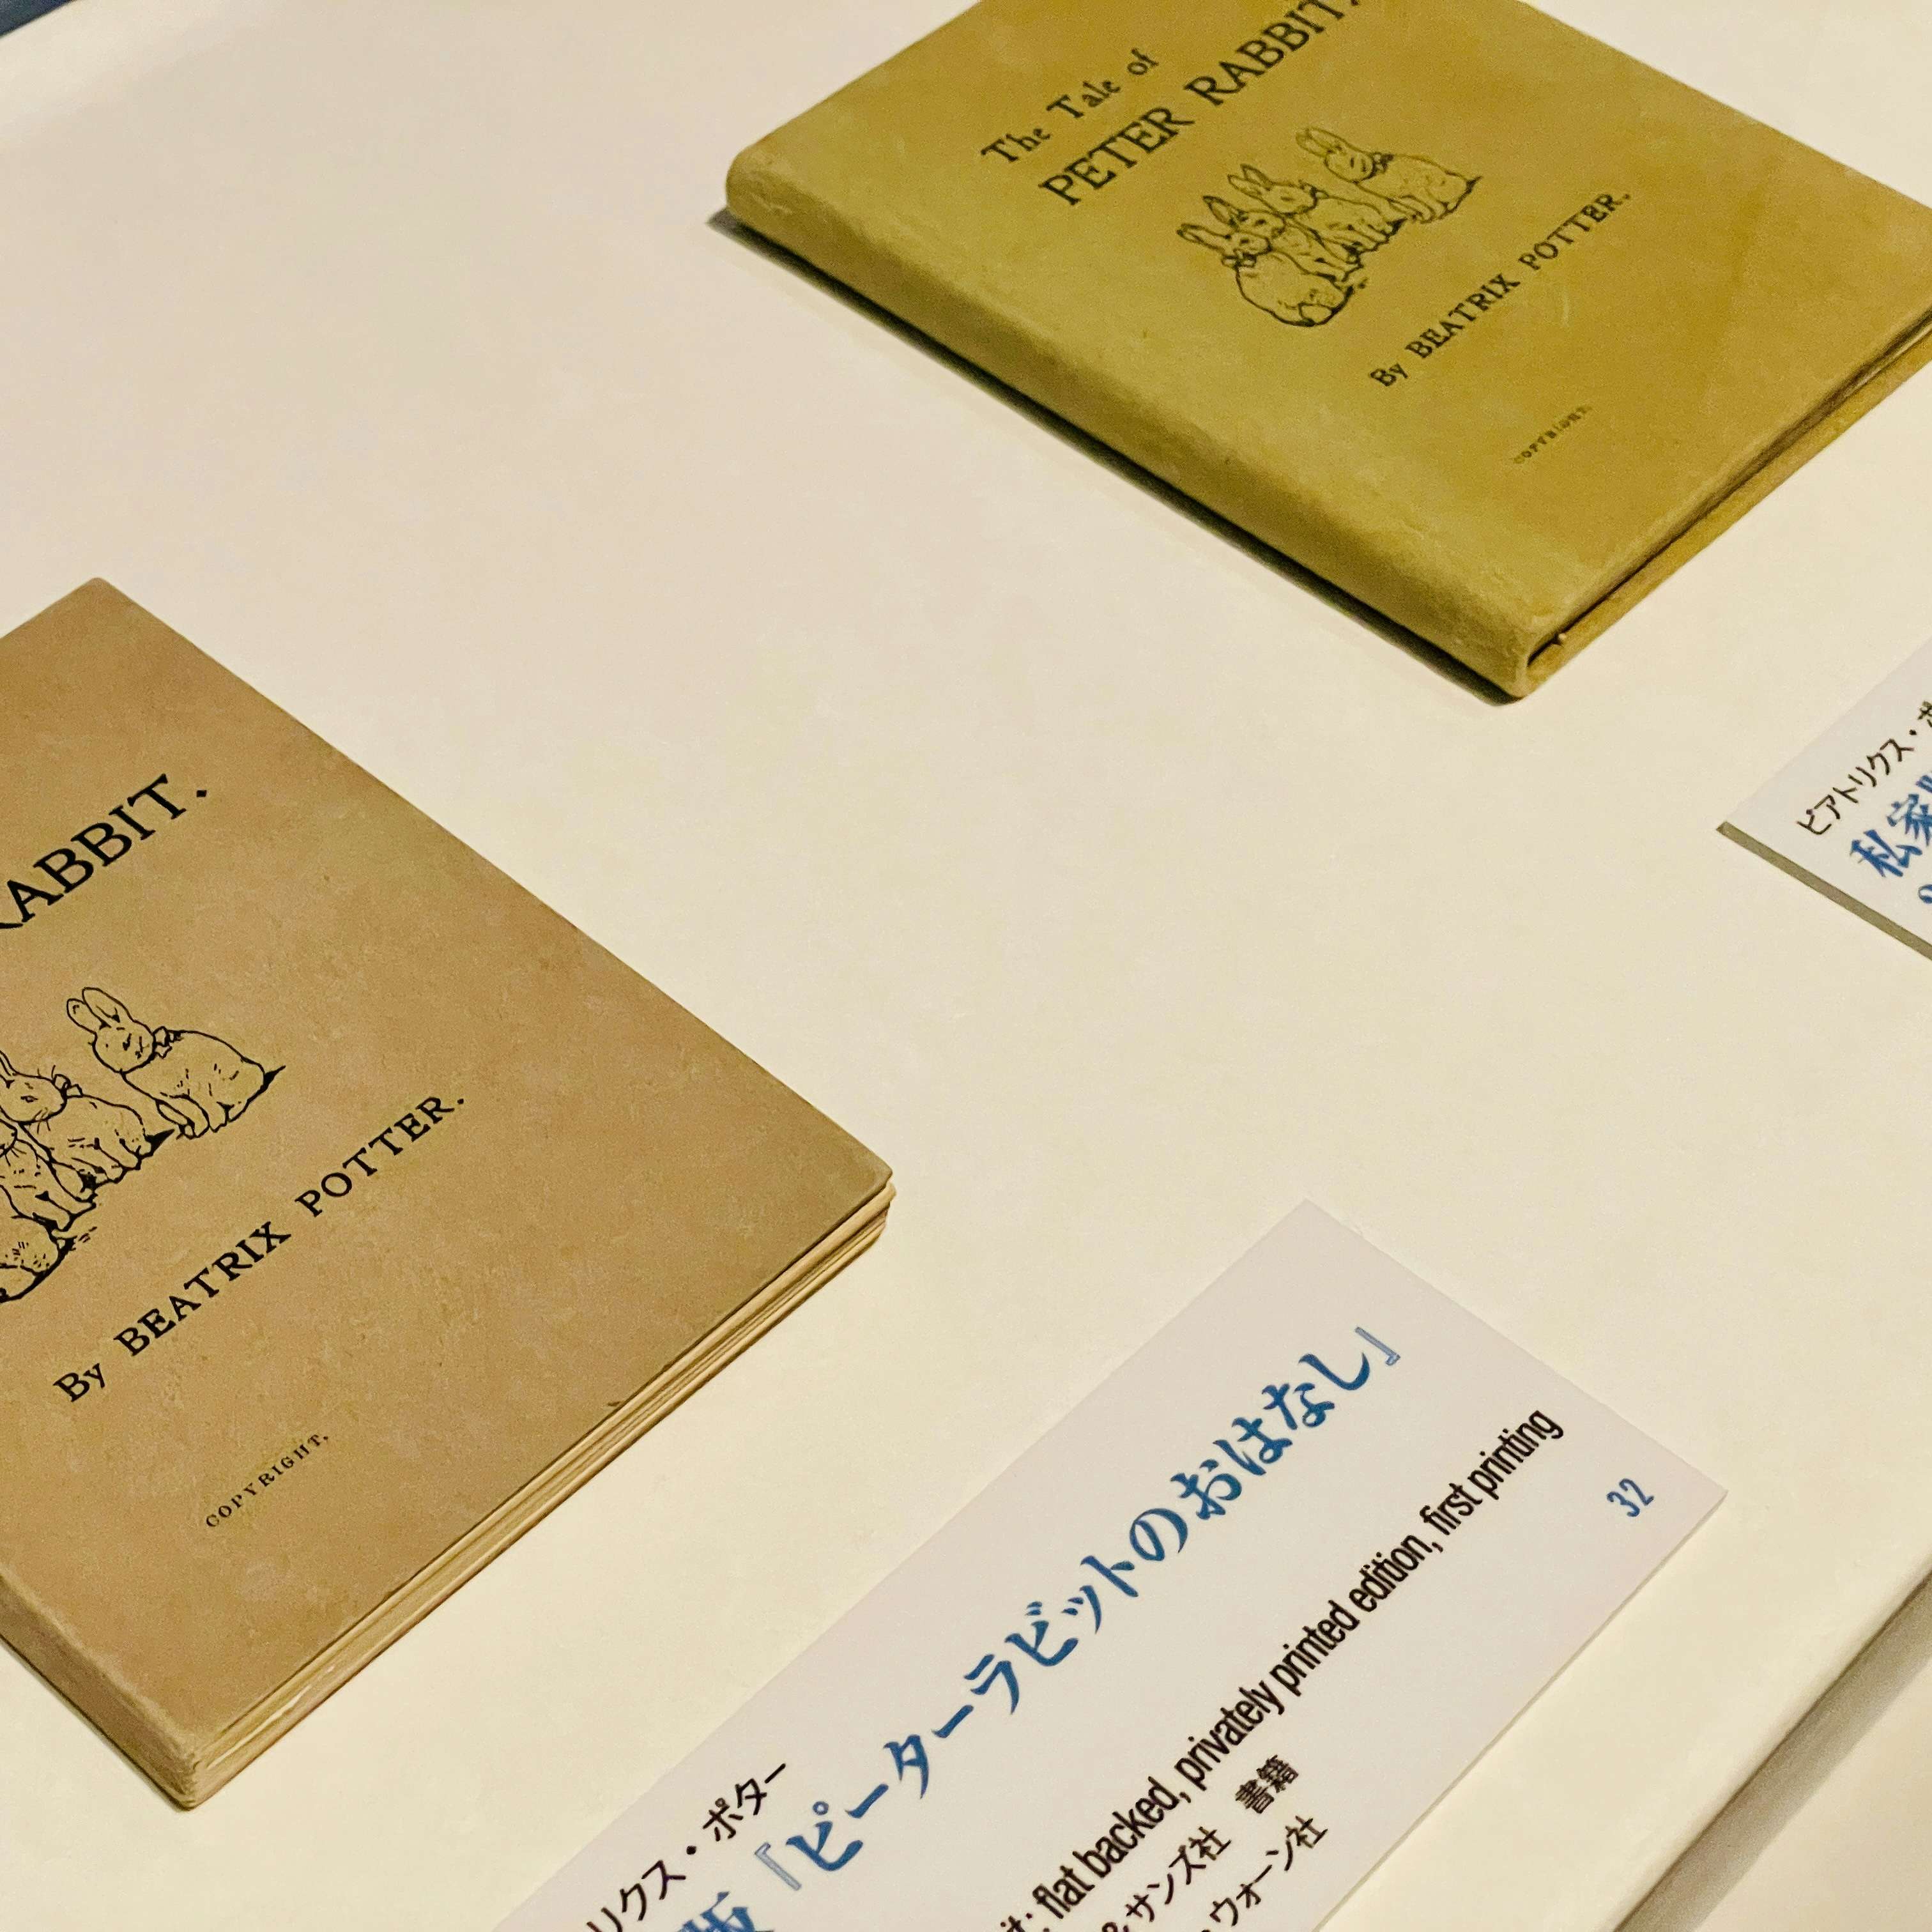 The Tale of
PETER RABBIT.
By BEATRIX POTTER.
COPYRIGHT.
RABBIT.
By BEATRIX POTTER.
COPYRIGHT.
ビアトリクス・ポ
私家版
リクス・ポター
版『ピーターラビットのおはなし』
it: flat backed, privately printed edition, first printing
& サンズ社 書籍
ウォーン社
32